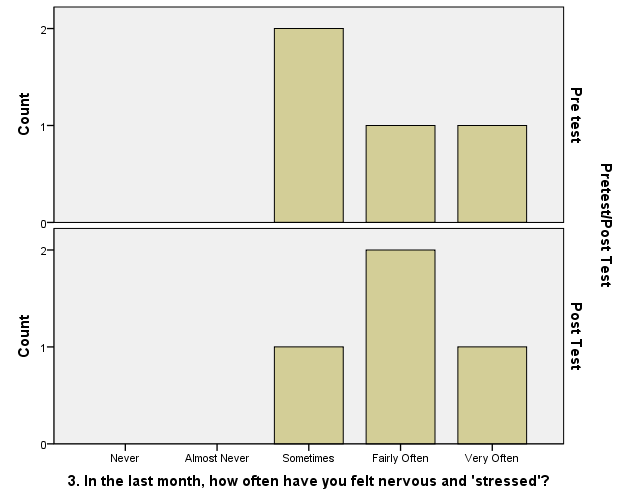 2
1
0
Count
Pre test
Pretest/Post Test
2
1
0
Count
Post Test
Never
Almost Never
Sometimes
Fairly Often
Very Often
3. In the last month, how often have you felt nervous and 'stressed'?